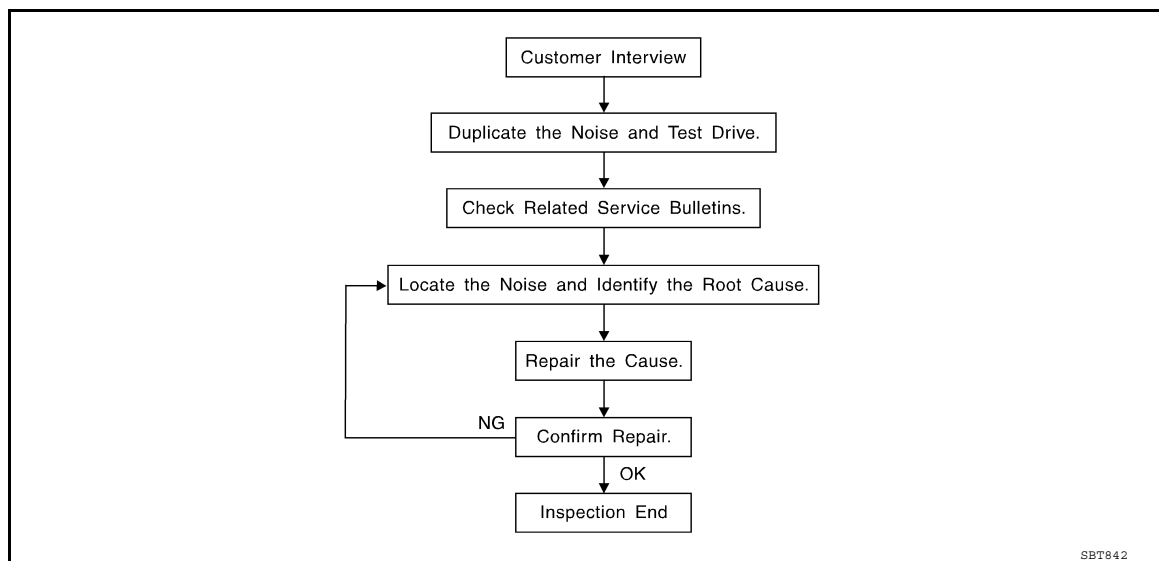 Customer Interview
Duplicate the Noise and Test Drive.
Check Related Service Bulletins.
Locate the Noise and Identify the Root Cause.
Repair the Cause.
NG
Confirm Repair.
OK
Inspection End
SBT842